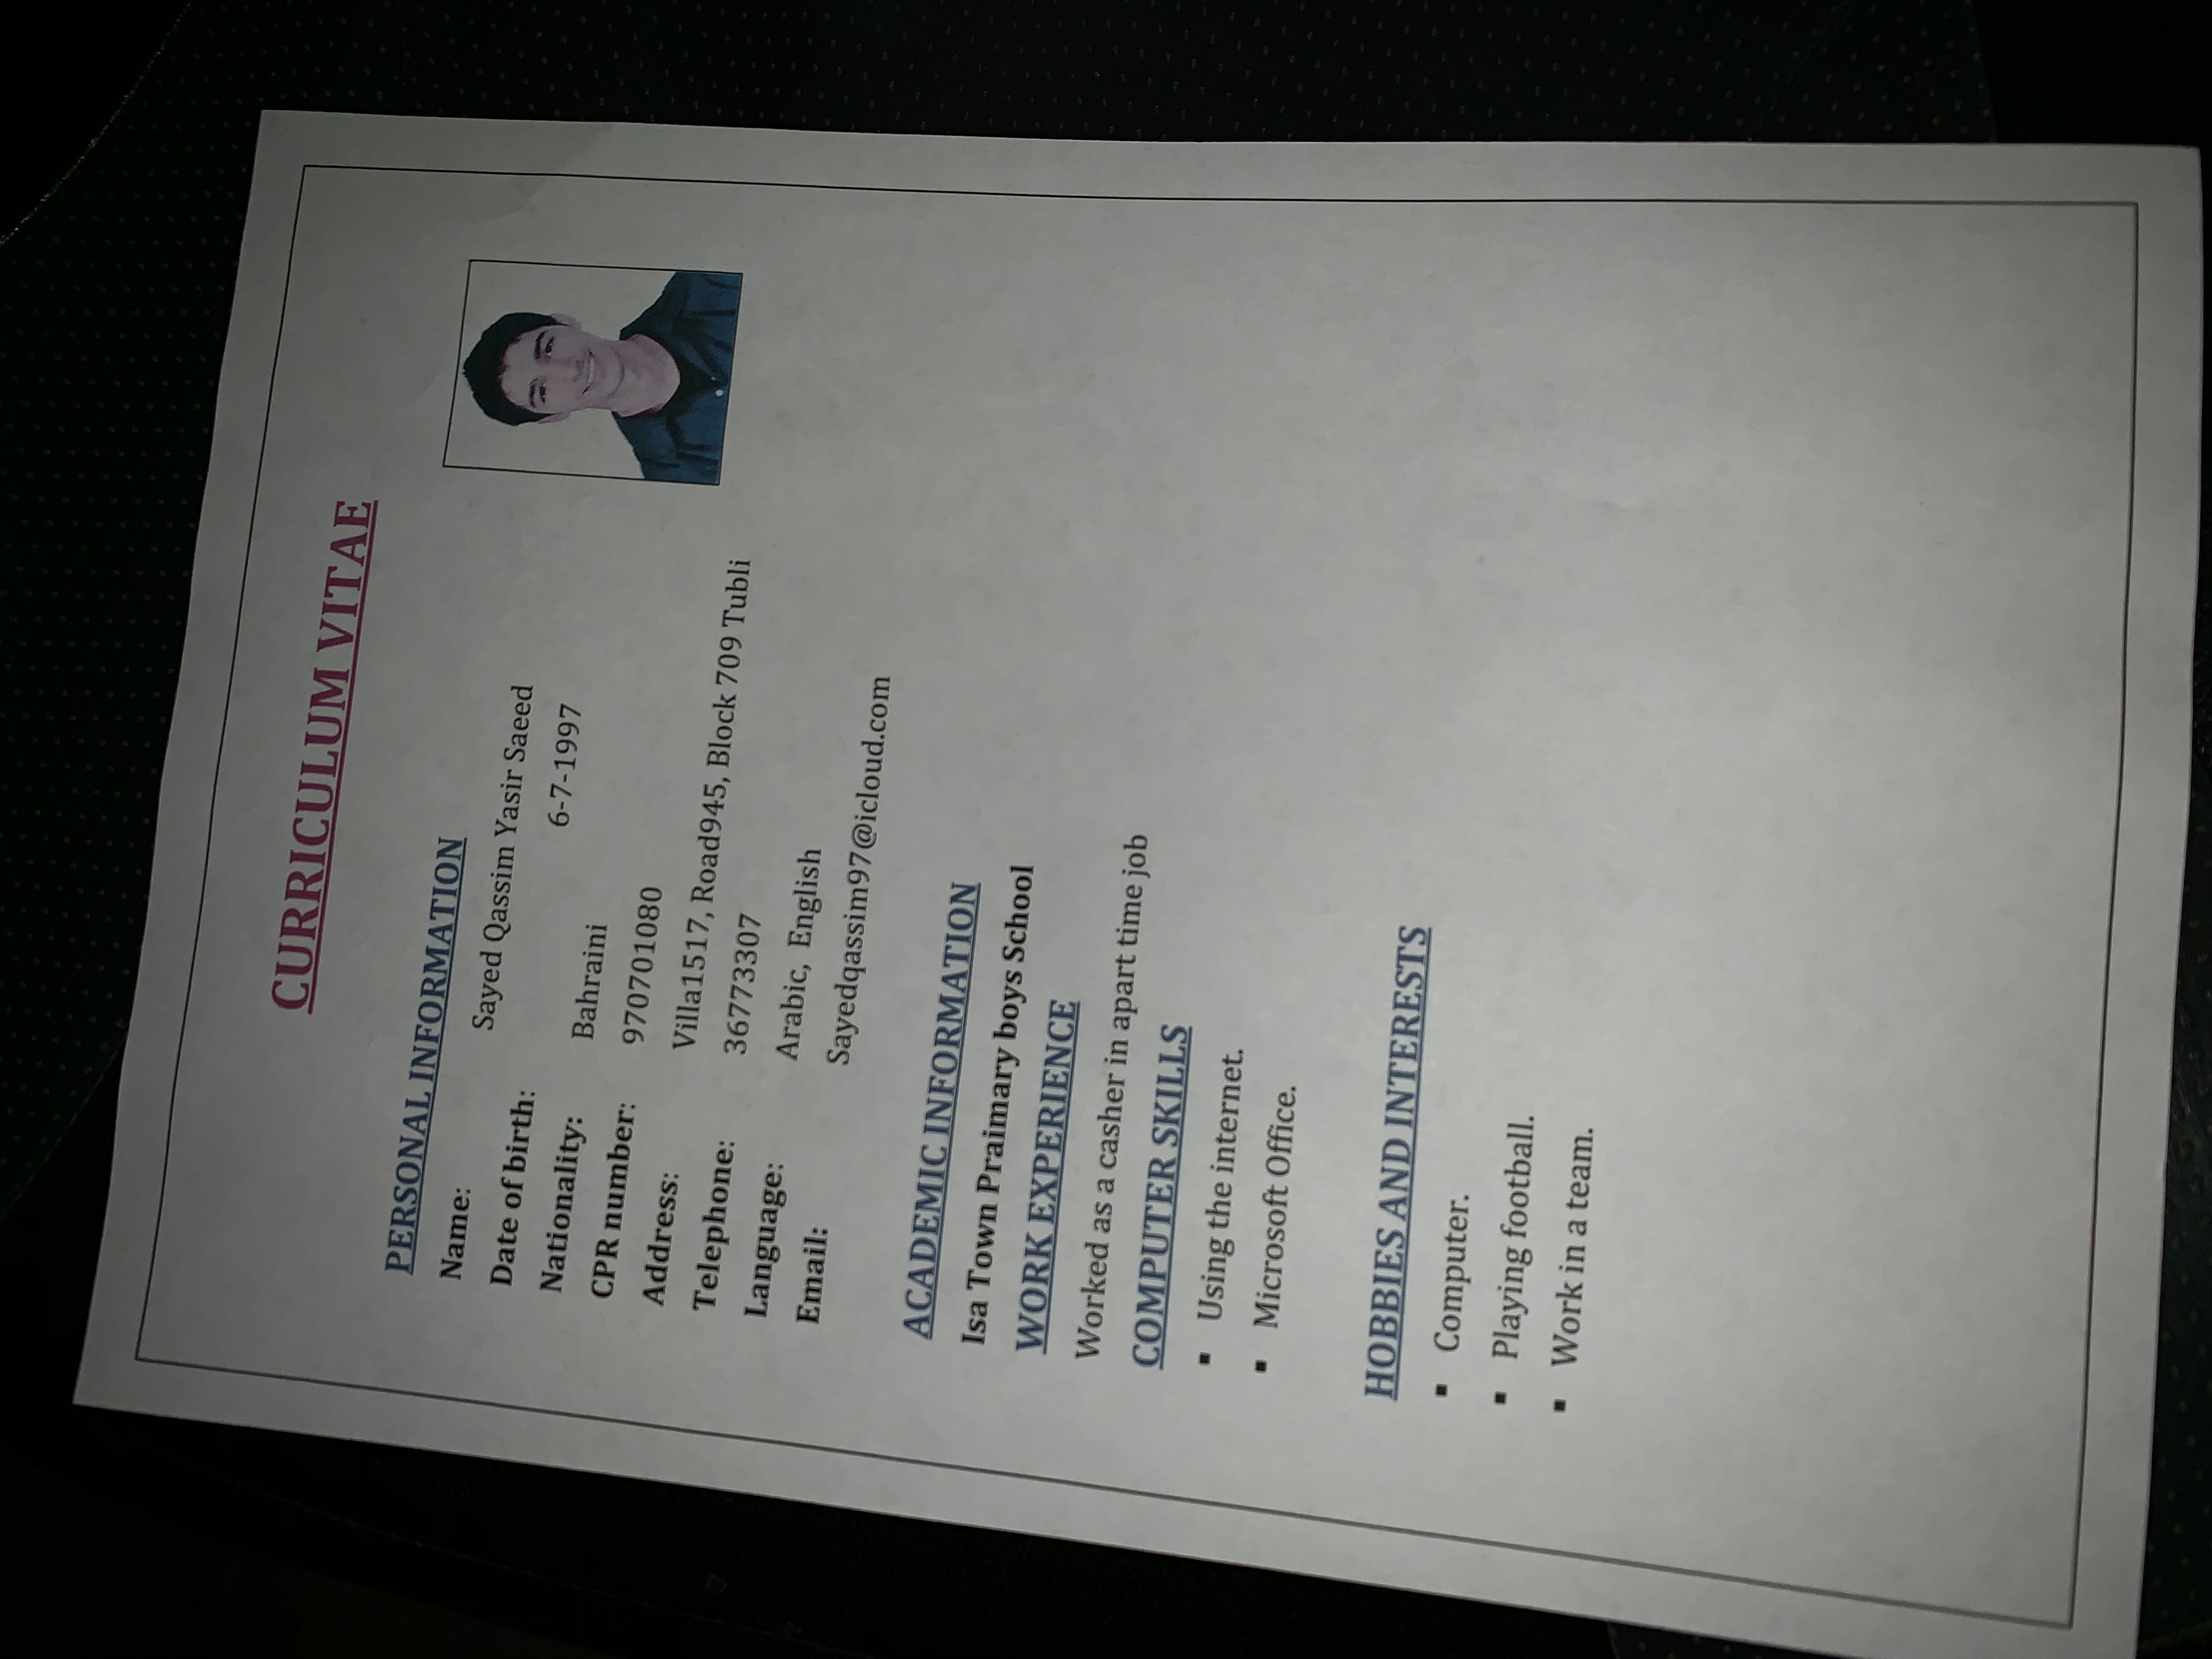 CURRICULUM VITAE
PERSONAL INFORMATION
Name: Sayed Qassim Yasir Saeed
Date of birth: 6-7-1997
Nationality: Bahraini
CPR number: 970701080
Address: Villa1517, Road945, Block 709 Tubli
Telephone: 36773307
Language: Arabic, English
Email: Sayedqassim97@icloud.com
ACADEMIC INFORMATION
Isa Town Praimary boys School
WORK EXPERIENCE
Worked as a casher in apart time job
COMPUTER SKILLS
▪ Using the internet.
▪ Microsoft Office.
HOBBIES AND INTERESTS
▪ Computer.
▪ Playing football.
▪ Work in a team.